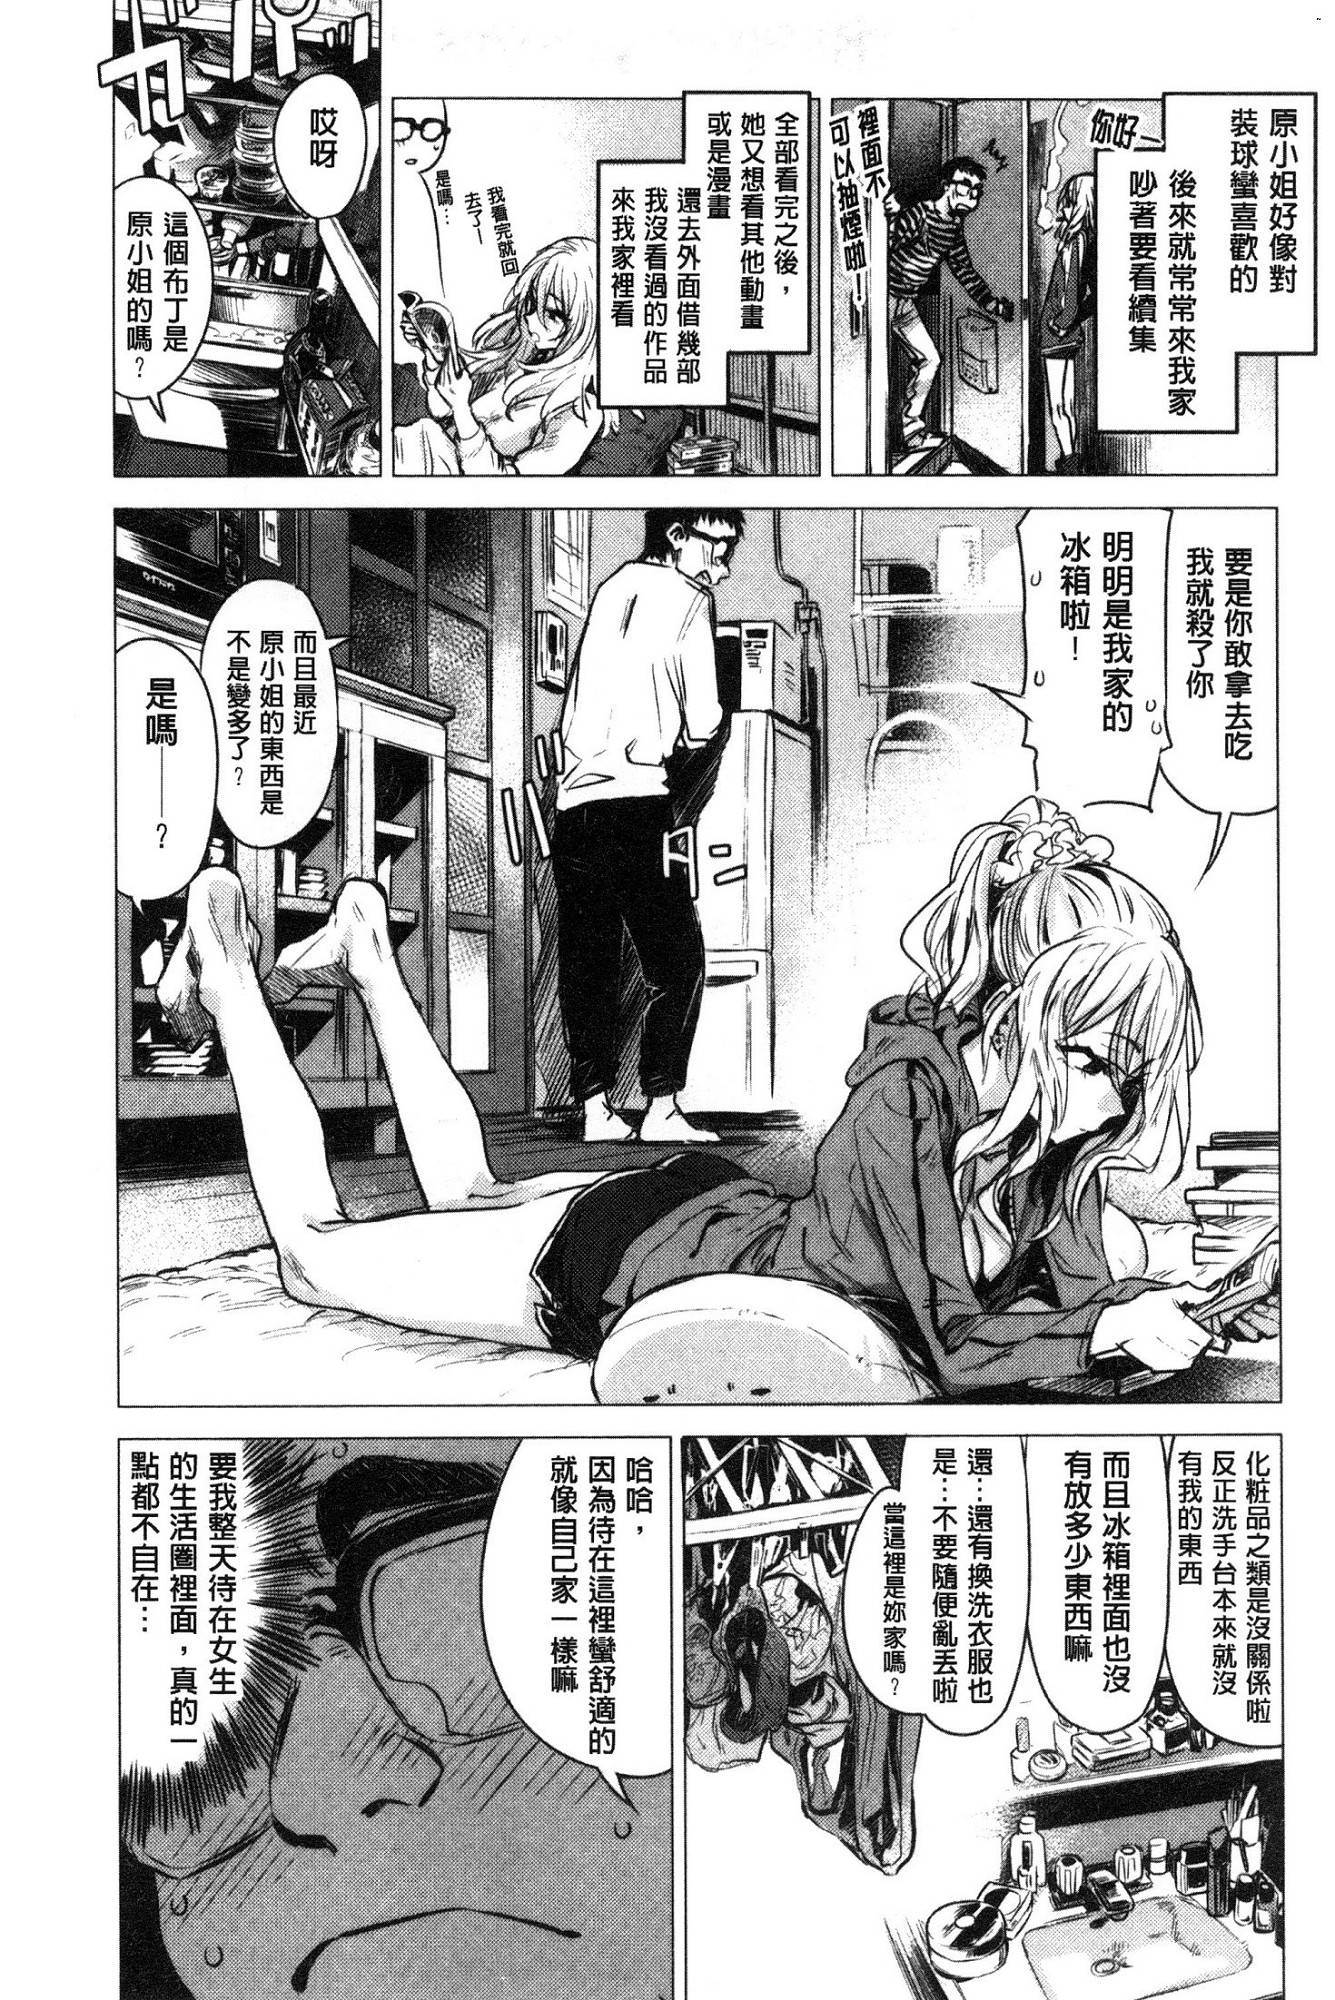 原小姐好像對
裝球蠻喜歡的
後來就常常來我家
吵著要看續集
你好—
裡面不
可以抽煙啦！
全部看完之後，
她又想看其他動畫
或是漫畫
還去外面借幾部
我沒看過的作品
來我家裡看
我看完就回
去了—
是嗎…
哎呀
這個布丁是
原小姐的嗎？
ガパッ
要是你敢拿去吃
我就殺了你
明明是我家的
冰箱啦！
バタン
而且最近
原小姐的東西是
不是變多了？
是嗎——？
化粧品之類是沒關係啦
反正洗手台本來就沒
有我的東西
而且冰箱裡面也沒
有放多少東西嘛
還…還有換洗衣服也
是…不要隨便亂丟啦
當這裡是妳家嗎？
哈哈，
因為待在這裡蠻舒適的
就像自己家一樣嘛
要我整天待在女生
的生活圈裡面，真的一
點都不自在…